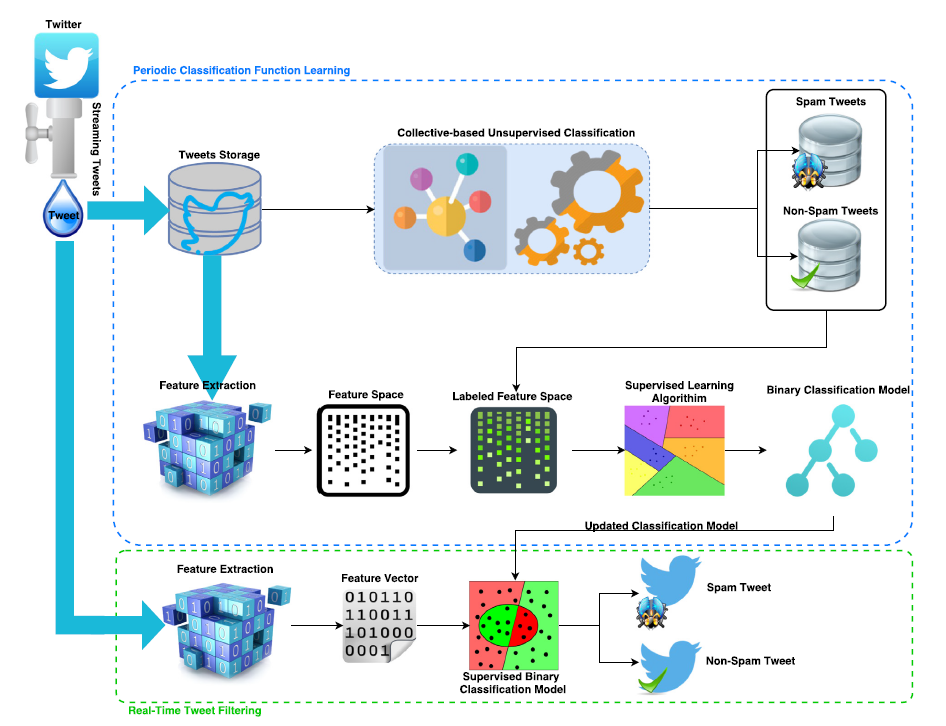 Twitter
Streaming Tweets
Tweet
Periodic Classification Function Learning
Tweets Storage
Collective-based Unsupervised Classification
Spam Tweets
Non-Spam Tweets
Feature Extraction
Feature Space
Labeled Feature Space
Supervised Learning
Algorithim
Binary Classification Model
Updated Classification Model
Feature Extraction
Feature Vector
010110
110011
101000
0001
Supervised Binary
Classification Model
Spam Tweet
Non-Spam Tweet
Real-Time Tweet Filtering